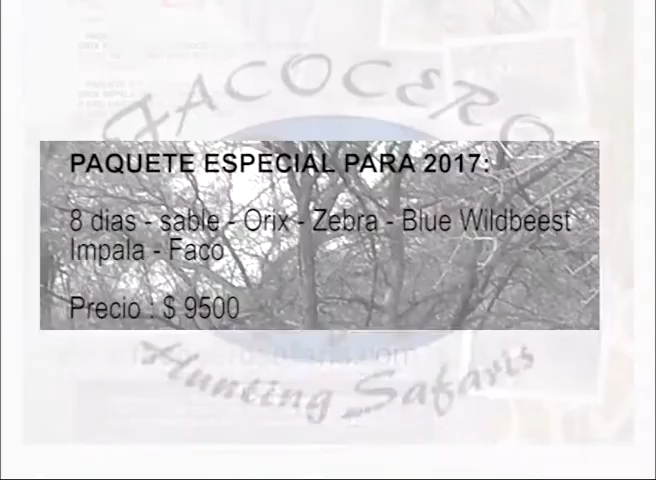 FACOCERO
PAQUETE ESPECIAL PARA 2017:
8 dias - sable - Orix - Zebra - Blue Wildbeest
Impala - Faco
Precio : $ 9500
Hunting Safaris